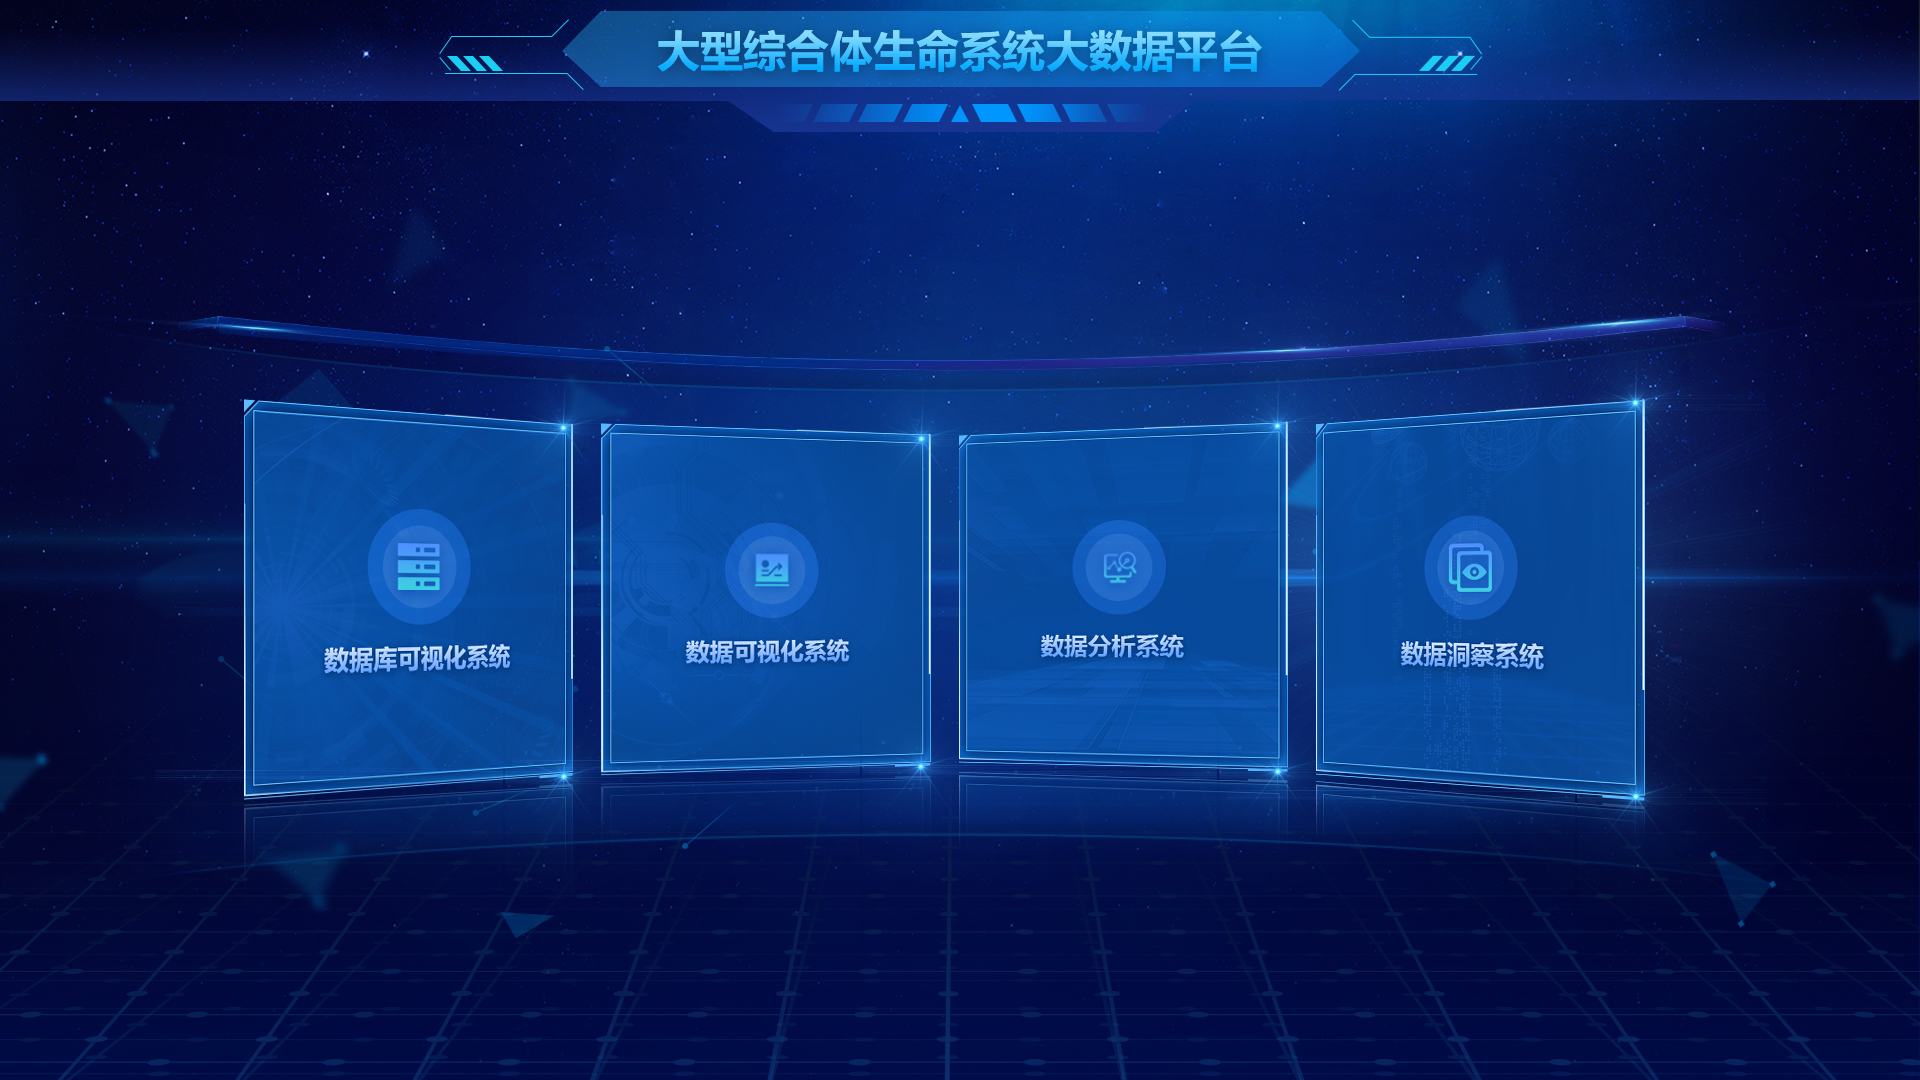 大型综合体生命系统大数据平台
数据库可视化系统
数据可视化系统
数据分析系统
数据洞察系统